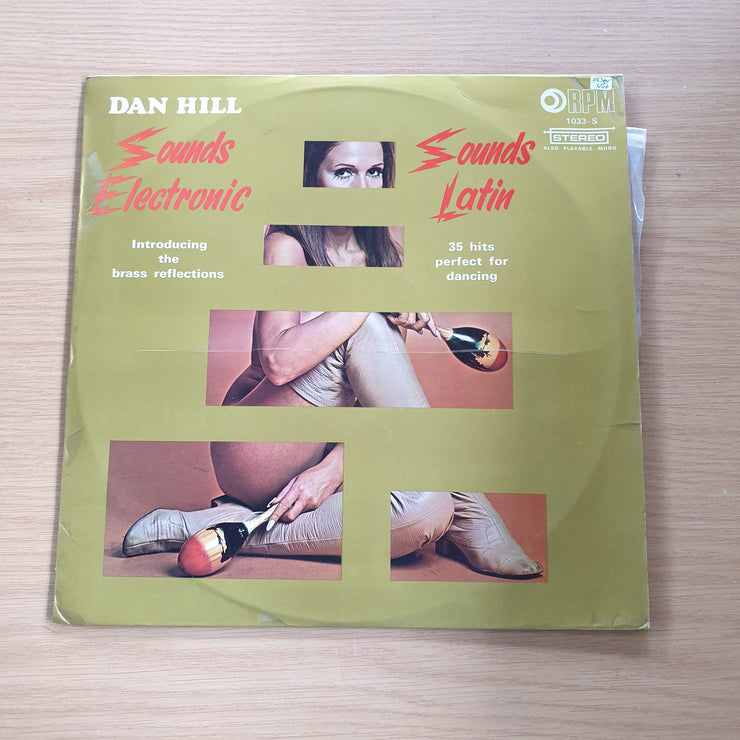 DAN HILL
Sounds
Electronic
Introducing
the
brass reflections
Sounds
Latin
35 hits
perfect for
dancing
RPM
1033-S
STEREO
ALSO PLAYABLE MONO